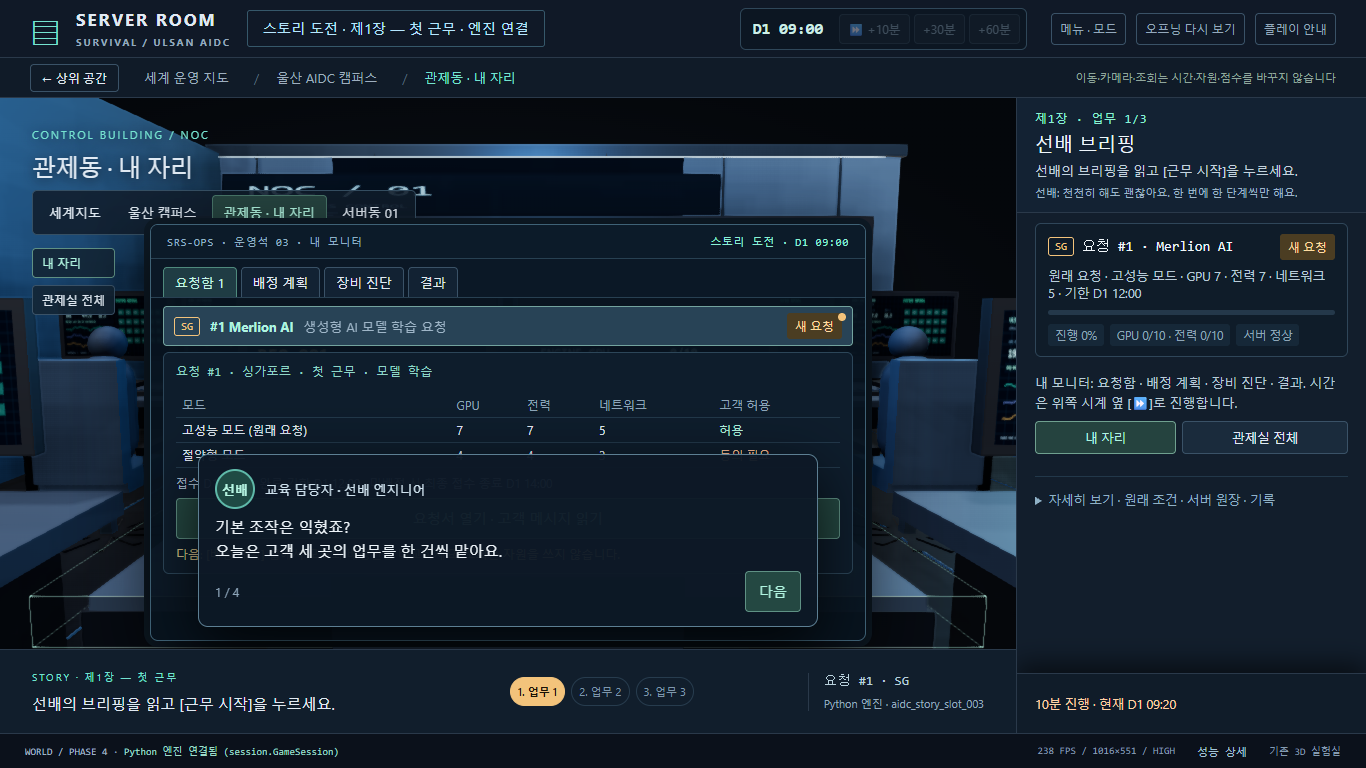 SERVER ROOM
SURVIVAL / ULSAN AIDC
스토리 도전 · 제1장 — 첫 근무 · 엔진 연결
D1 09:00
⏩ +10분
+30분
+60분
메뉴 · 모드
오프닝 다시 보기
플레이 안내
← 상위 공간
세계 운영 지도 / 울산 AIDC 캠퍼스 / 관제동 · 내 자리
이동·카메라·조회는 시간·자원·점수를 바꾸지 않습니다
CONTROL BUILDING / NOC
관제동 · 내 자리
NOC / 01
세계지도
울산 캠퍼스
관제동 · 내 자리
서버동 01
내 자리
관제실 전체
SRS-OPS · 운영석 03 · 내 모니터
스토리 도전 · D1 09:00
요청함 1
배정 계획
장비 진단
결과
SG #1 Merlion AI 생성형 AI 모델 학습 요청 새 요청
요청 #1 · 싱가포르 · 첫 근무 · 모델 학습
모드 GPU 전력 네트워크 고객 허용
고성능 모드 (원래 요청) 7 7 5 허용
접수
다음
선배 교육 담당자 · 선배 엔지니어
기본 조작은 익혔죠?
오늘은 고객 세 곳의 업무를 한 건씩 맡아요.
1 / 4
다음
제1장 · 업무 1/3
선배 브리핑
선배의 브리핑을 읽고 [근무 시작]을 누르세요.
선배: 천천히 해도 괜찮아요. 한 번에 한 단계씩만 해요.
SG 요청 #1 · Merlion AI 새 요청
원래 요청 · 고성능 모드 · GPU 7 · 전력 7 · 네트워크
5 · 기한 D1 12:00
진행 0%
GPU 0/10 · 전력 0/10
서버 정상
내 모니터: 요청함 · 배정 계획 · 장비 진단 · 결과. 시간
은 위쪽 시계 옆 [⏩]로 진행합니다.
내 자리
관제실 전체
▶ 자세히 보기 · 원래 조건 · 서버 원장 · 기록
STORY · 제1장 — 첫 근무
선배의 브리핑을 읽고 [근무 시작]을 누르세요.
1. 업무 1
2. 업무 2
3. 업무 3
요청 #1 · SG
Python 엔진 · aidc_story_slot_003
10분 진행 · 현재 D1 09:20
WORLD / PHASE 4 · Python 엔진 연결됨 (session.GameSession)
238 FPS / 1016×551 / HIGH
성능 상세
기존 3D 실험실